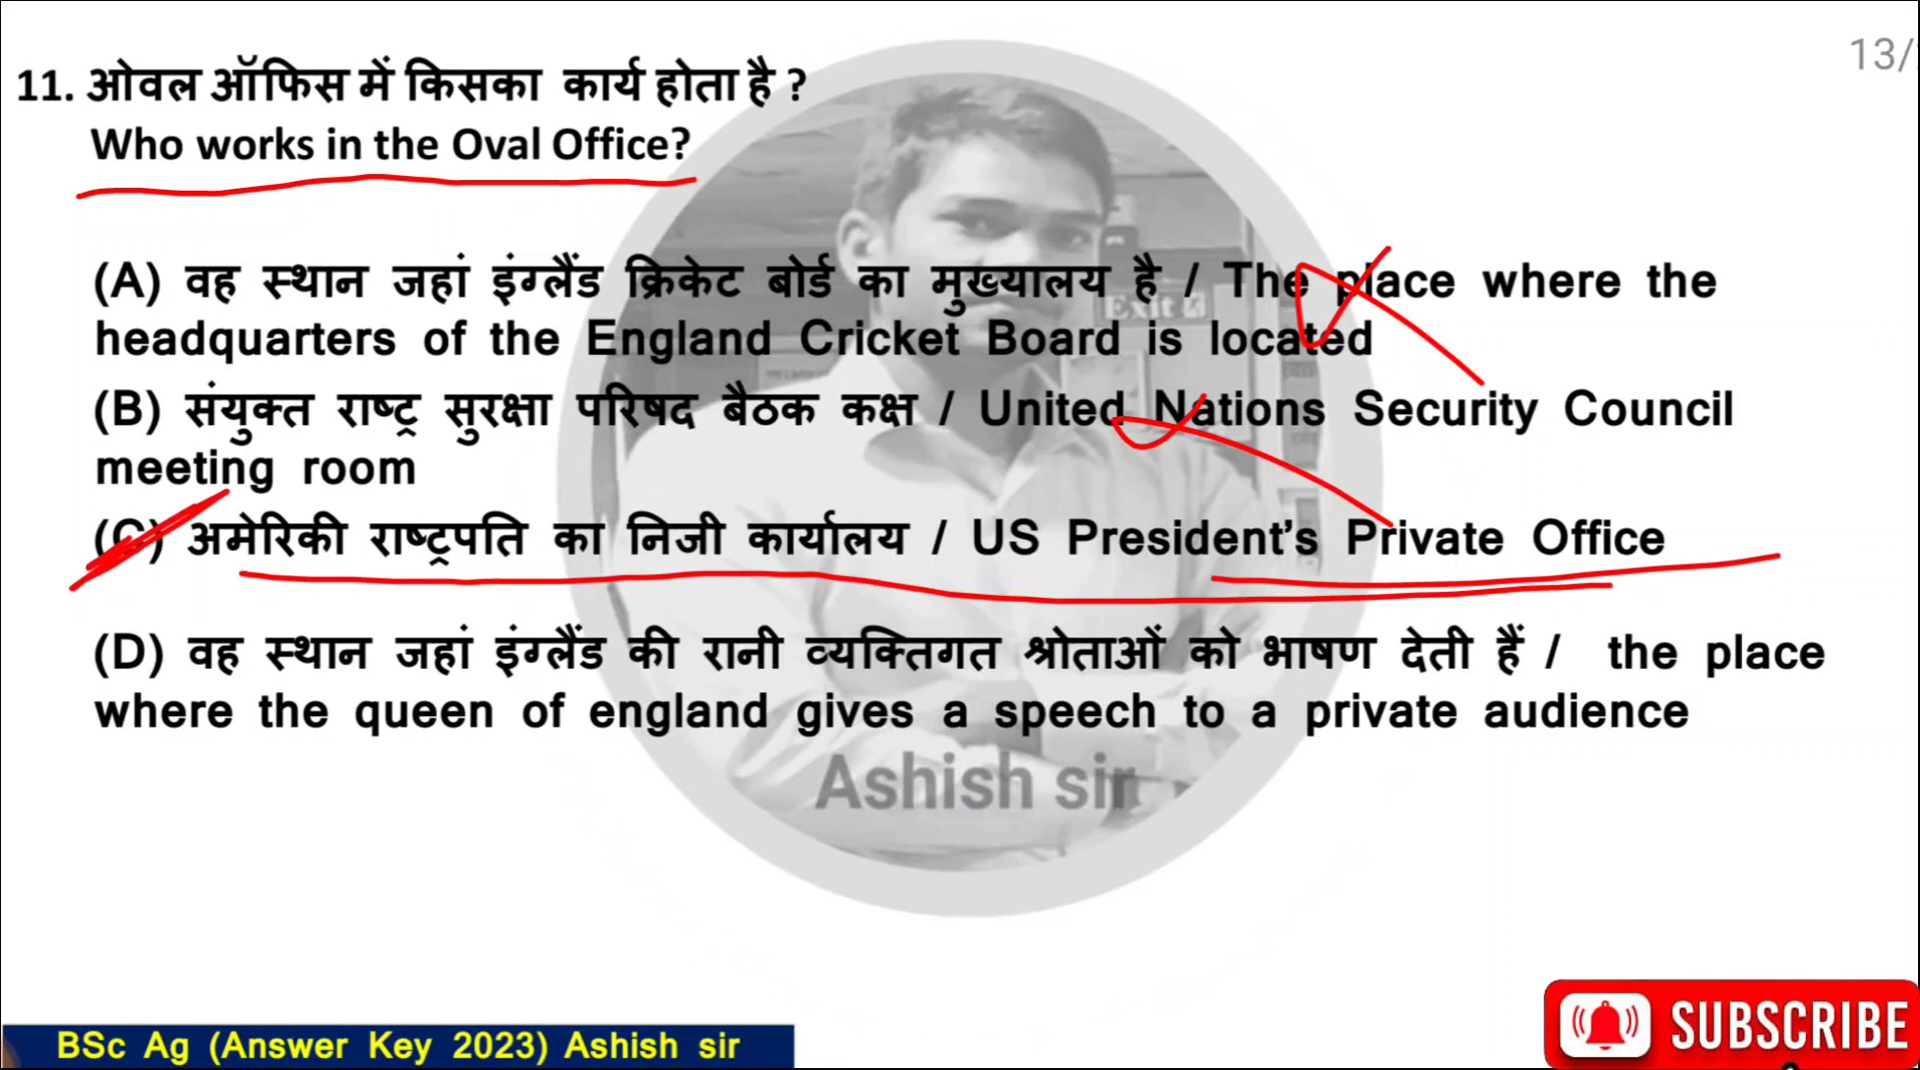 13/
11. ओवल ऑफिस में किसका कार्य होता है ?
Who works in the Oval Office?
(A) वह स्थान जहां इंग्लैंड क्रिकेट बोर्ड का मुख्यालय है / The place where the
headquarters of the England Cricket Board is located
(B) संयुक्त राष्ट्र सुरक्षा परिषद बैठक कक्ष / United Nations Security Council
meeting room
(C) अमेरिकी राष्ट्रपति का निजी कार्यालय / US President’s Private Office
(D) वह स्थान जहां इंग्लैंड की रानी व्यक्तिगत श्रोताओं को भाषण देती हैं / the place
where the queen of england gives a speech to a private audience
Exit
Ashish sir
BSc Ag (Answer Key 2023) Ashish sir
SUBSCRIBE